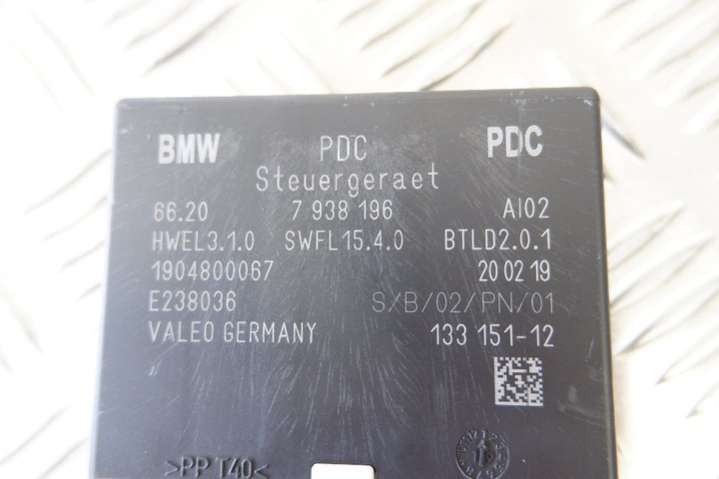 BMW PDC PDC
Steuergeraet
66.20 7 938 196 AI02
HWEL3.1.0 SWFL15.4.0 BTLD2.0.1
1904800067 20 02 19
E238036 S/B/02/PN/01
VALEO GERMANY 133 151-12
>PP T40<